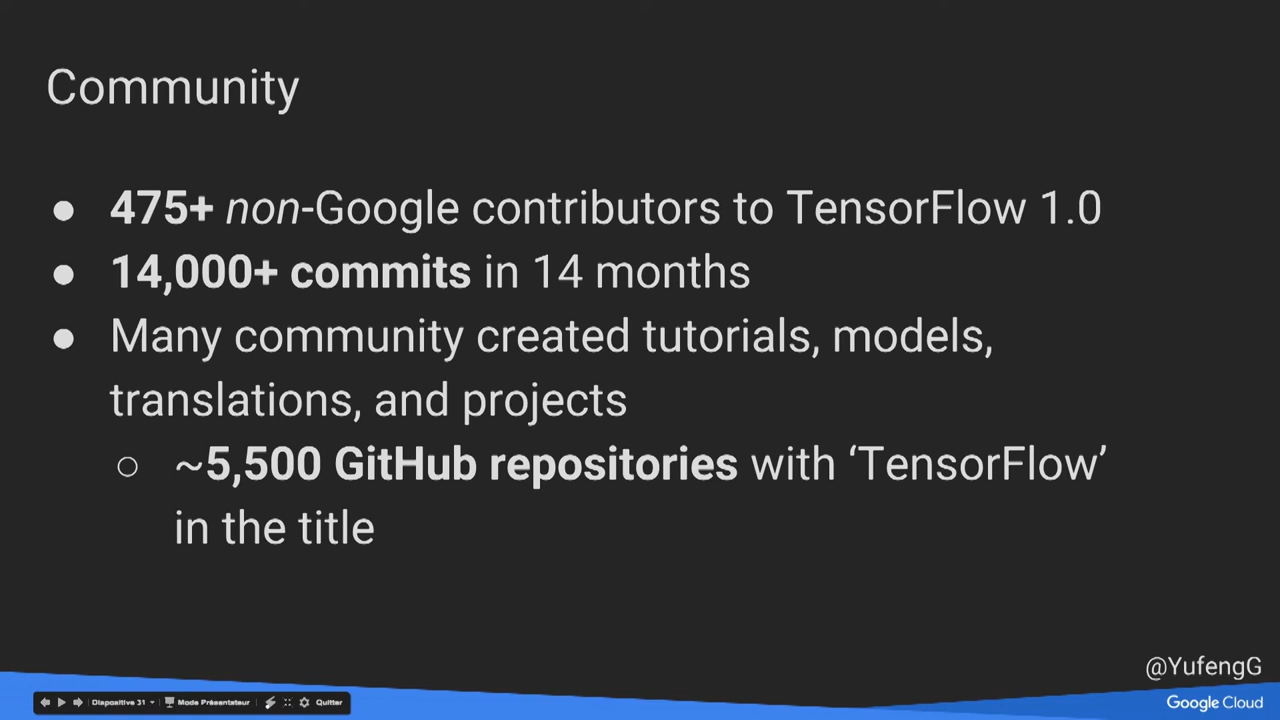 Community
● 475+ non-Google contributors to TensorFlow 1.0
● 14,000+ commits in 14 months
● Many community created tutorials, models,
translations, and projects
○ ~5,500 GitHub repositories with ‘TensorFlow’
in the title
@YufengG
Diapositive 31 Mode Présentateur Quitter
Google Cloud